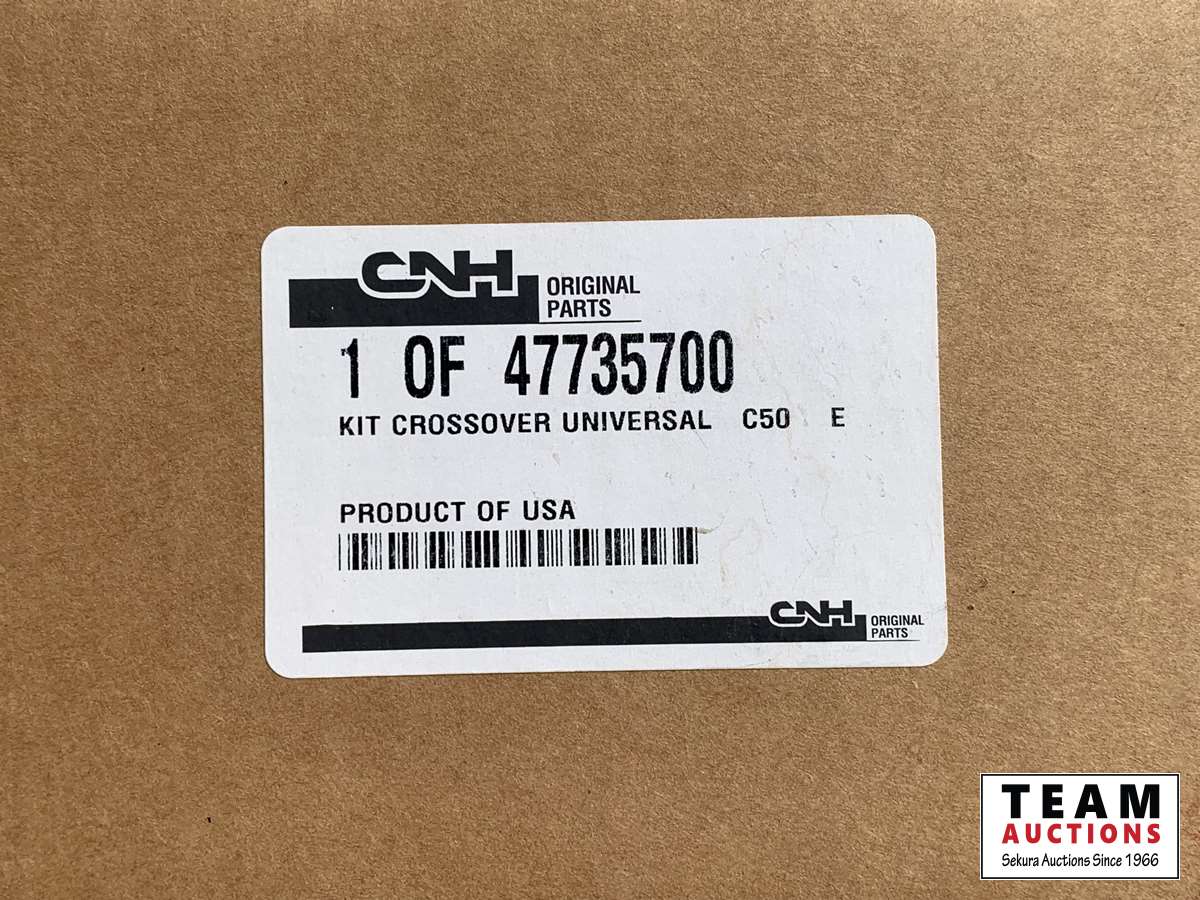 CNH
ORIGINAL
PARTS
1 OF 47735700
KIT CROSSOVER UNIVERSAL C50 E
PRODUCT OF USA
CNH
ORIGINAL
PARTS
TEAM
AUCTIONS
Sekura Auctions Since 1966